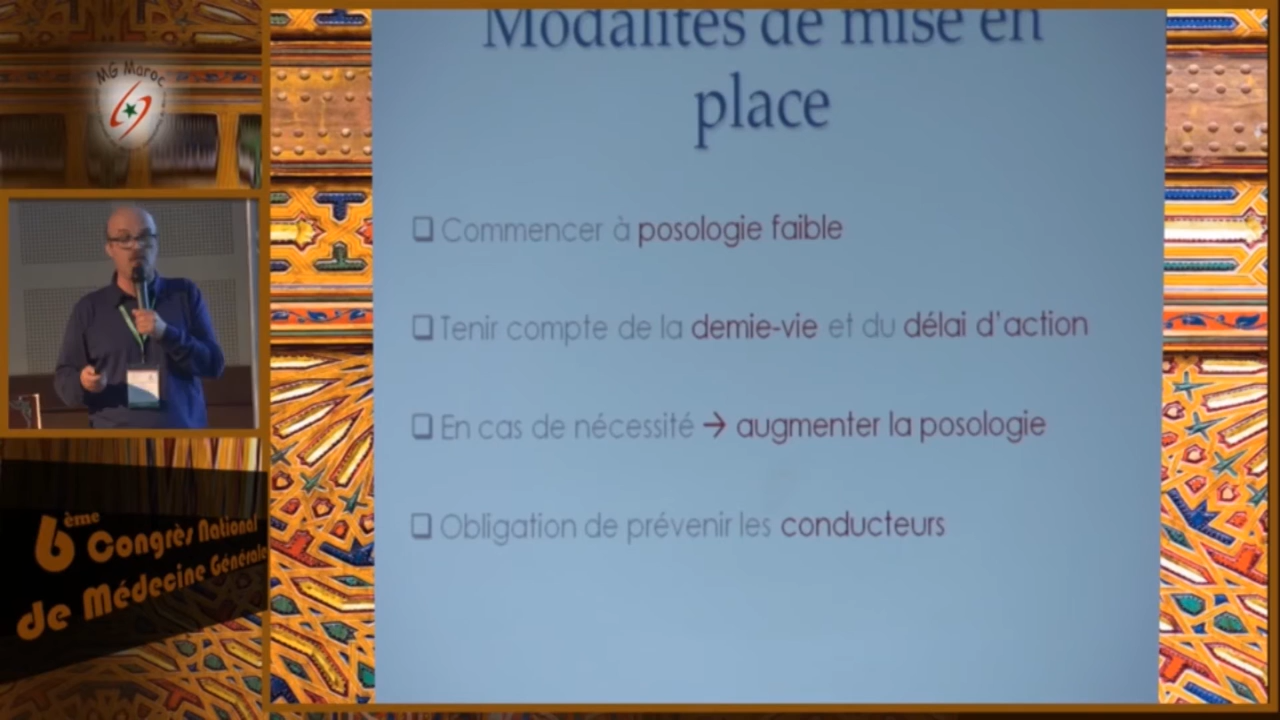 MG Maroc
6ème Congrès National
de Médecine Générale
Modalités de mise en
place
❑ Commencer à posologie faible
❑ Tenir compte de la demie-vie et du délai d'action
❑ En cas de nécessité → augmenter la posologie
❑ Obligation de prévenir les conducteurs